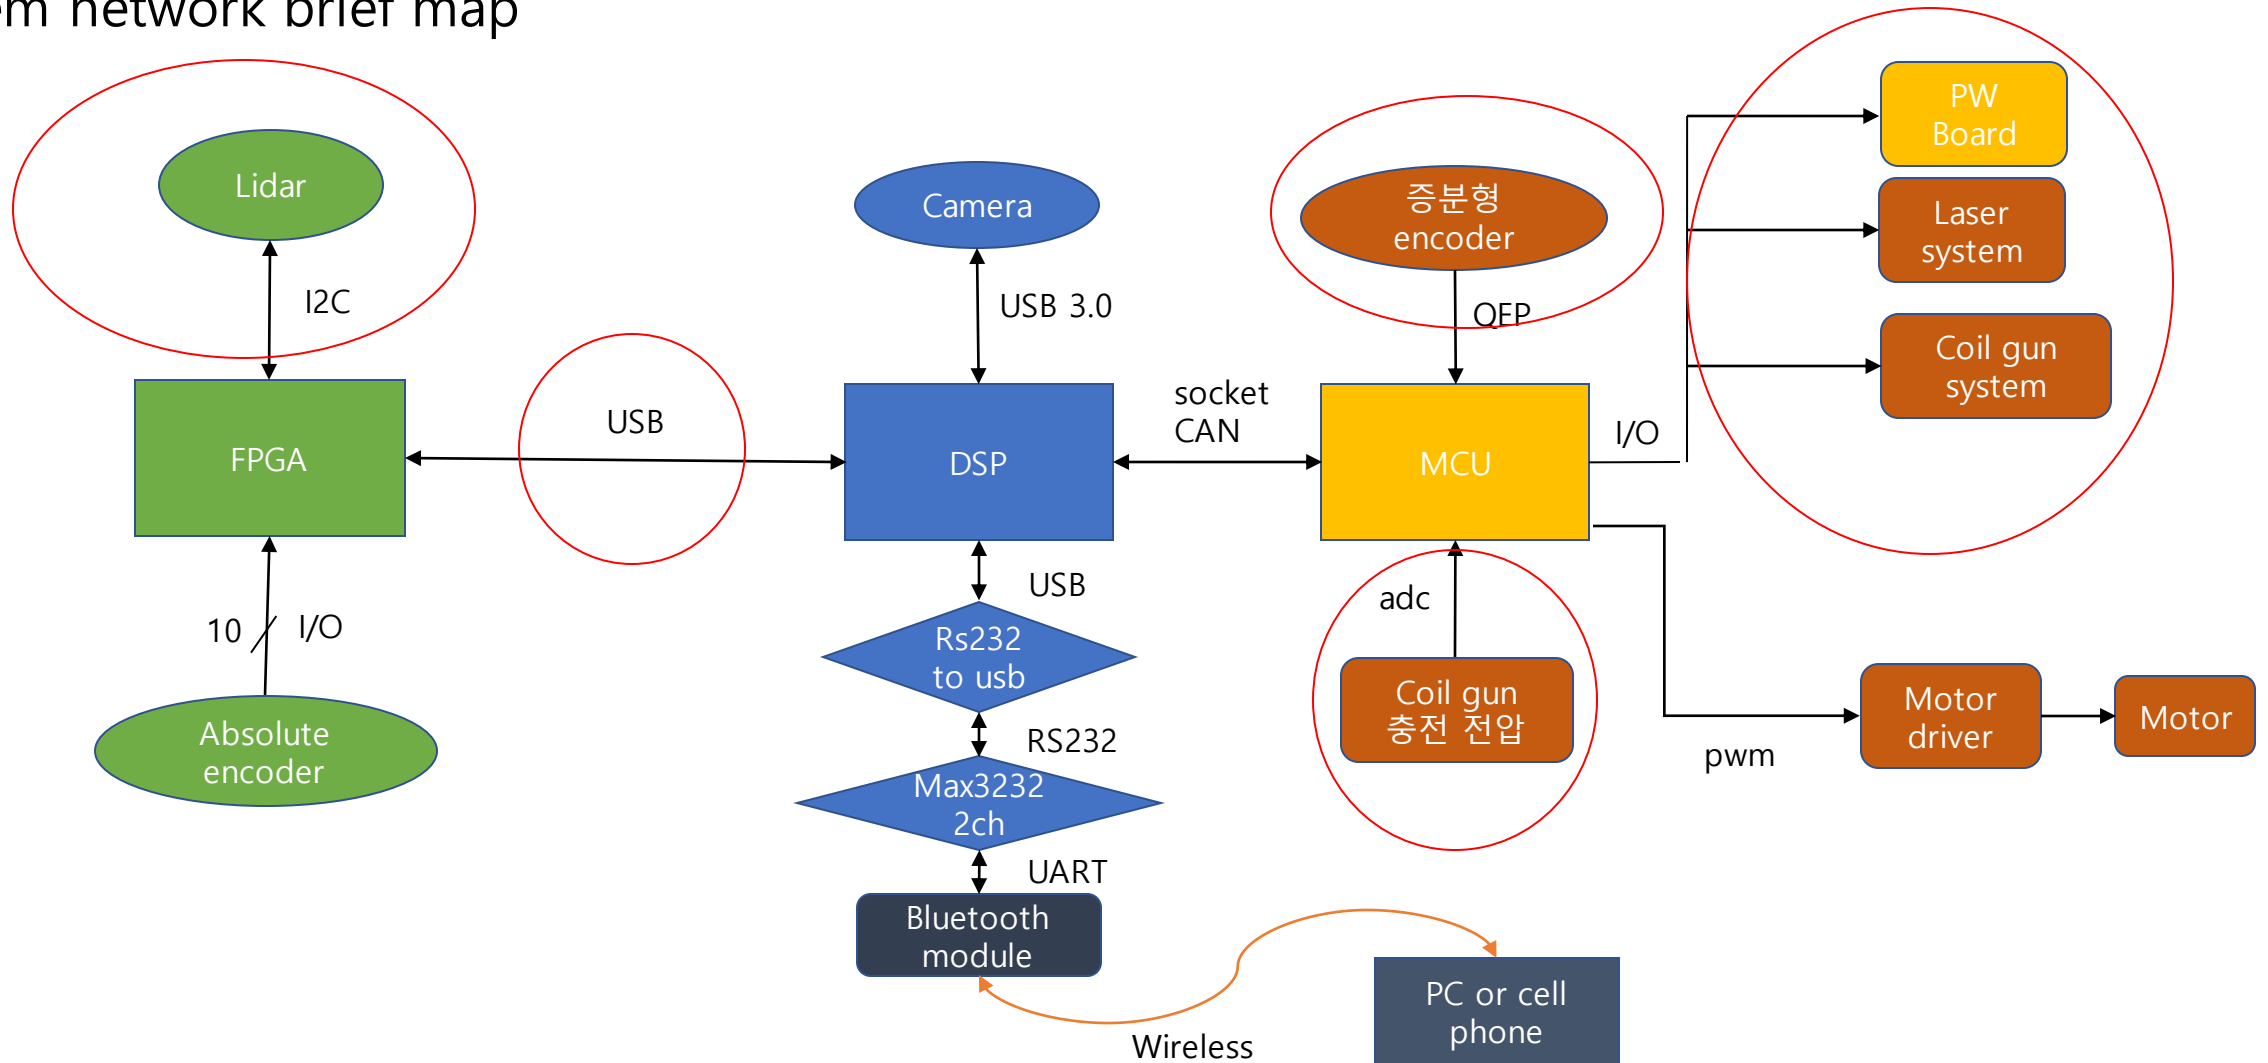 em network brief map
Lidar
I2C
FPGA
10
I/O
Absolute
encoder
USB
Camera
USB 3.0
DSP
socket
CAN
USB
Rs232
to usb
RS232
Max3232
2ch
UART
Bluetooth
module
Wireless
PC or cell
phone
증분형
encoder
QEP
MCU
I/O
adc
Coil gun
충전 전압
PW
Board
Laser
system
Coil gun
system
pwm
Motor
driver
Motor